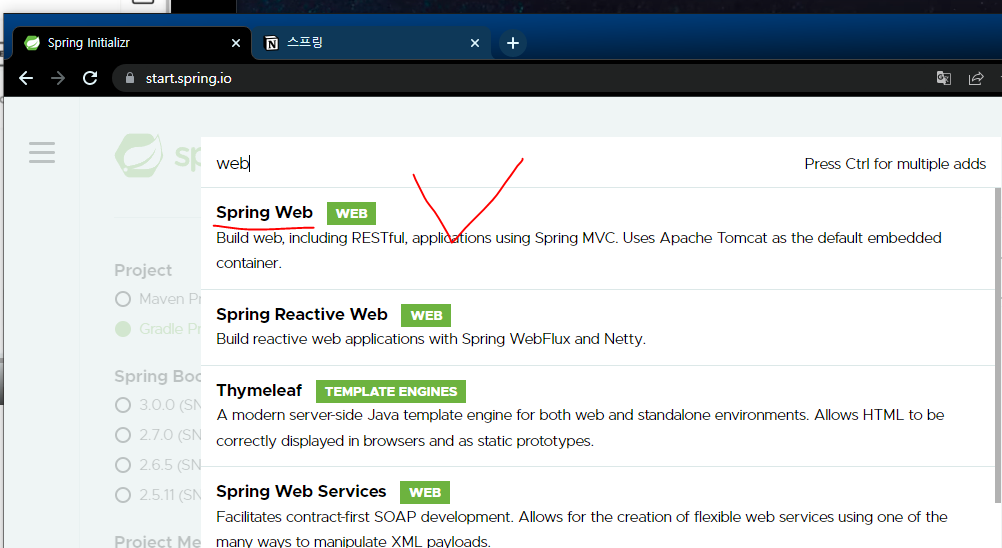 Spring Initializr
스프링
start.spring.io
sp
web
Press Ctrl for multiple adds
Spring Web WEB
Build web, including RESTful, applications using Spring MVC. Uses Apache Tomcat as the default embedded
container.
Project
Maven Pr
Gradle Pr
Spring Reactive Web WEB
Build reactive web applications with Spring WebFlux and Netty.
Spring Boo
3.0.0 (SN
2.7.0 (SN
2.6.5 (SN
2.5.11 (SN
Thymeleaf TEMPLATE ENGINES
A modern server-side Java template engine for both web and standalone environments. Allows HTML to be
correctly displayed in browsers and as static prototypes.
Spring Web Services WEB
Facilitates contract-first SOAP development. Allows for the creation of flexible web services using one of the
many ways to manipulate XML payloads.
Project Me